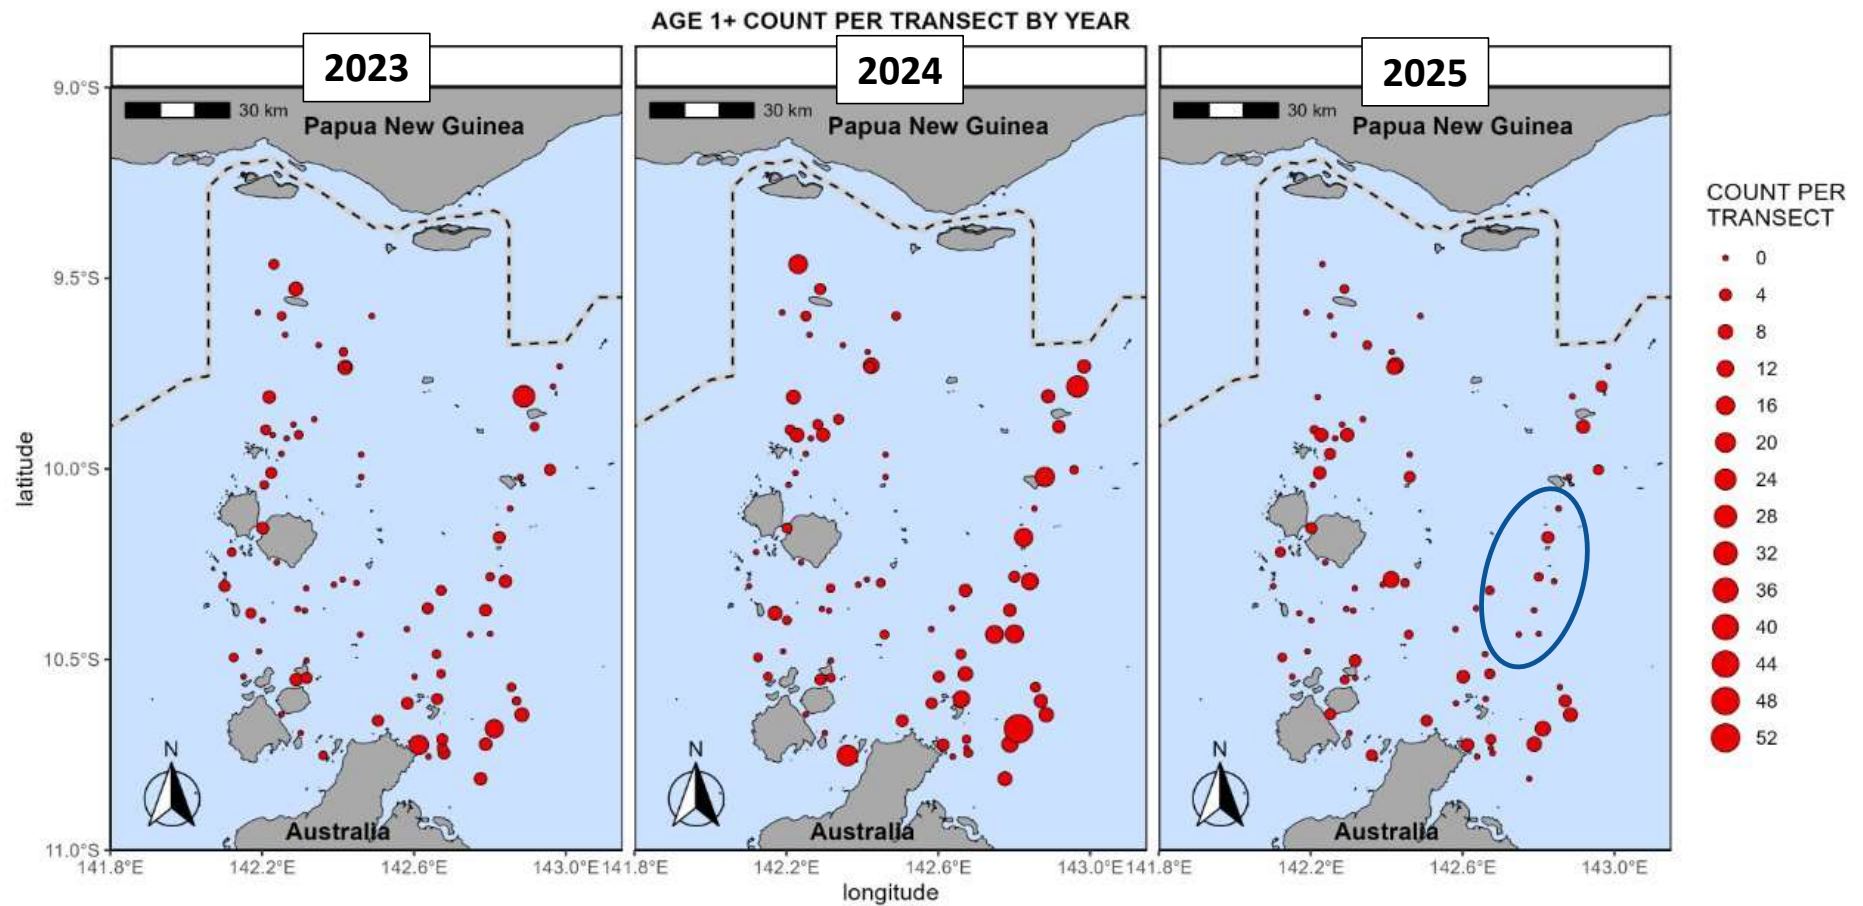 AGE 1+ COUNT PER TRANSECT BY YEAR
2023
2024
2025
9.0°S
9.5°S
10.0°S
10.5°S
11.0°S
latitude
30 km
Papua New Guinea
N
Australia
30 km
Papua New Guinea
N
Australia
30 km
Papua New Guinea
N
Australia
141.8°E
142.2°E
142.6°E
143.0°E
141.8°E
142.2°E
142.6°E
143.0°E
141.8°E
142.2°E
142.6°E
143.0°E
longitude
COUNT PER
TRANSECT
0
4
8
12
16
20
24
28
32
36
40
44
48
52